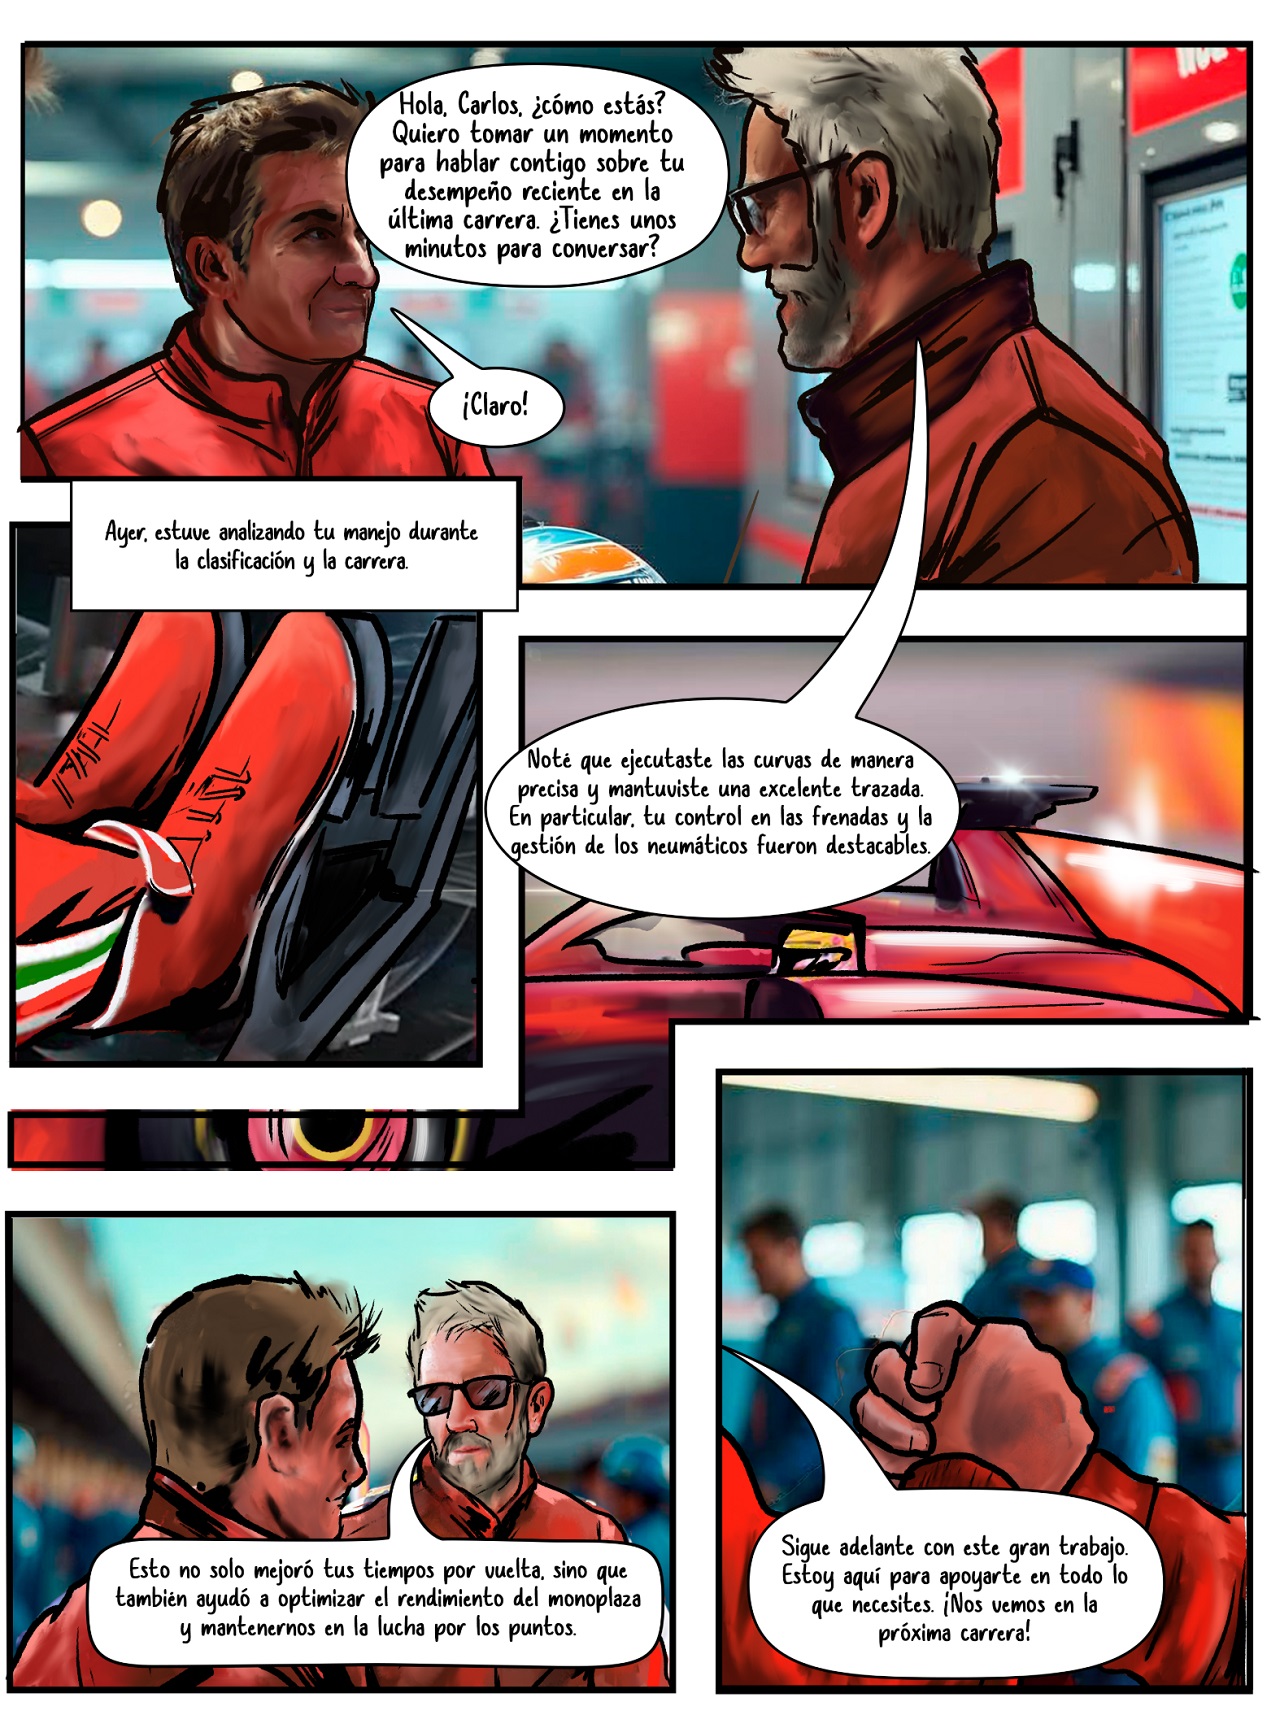 Hola, Carlos, ¿cómo estás?
Quiero tomar un momento
para hablar contigo sobre tu
desempeño reciente en la
última carrera. ¿Tienes unos
minutos para conversar?
¡Claro!
Ayer, estuve analizando tu manejo durante
la clasificación y la carrera.
Noté que ejecutaste las curvas de manera
precisa y mantuviste una excelente trazada.
En particular, tu control en las frenadas y la
gestión de los neumáticos fueron destacables.
Esto no solo mejoró tus tiempos por vuelta, sino que
también ayudó a optimizar el rendimiento del monoplaza
y mantenernos en la lucha por los puntos.
Sigue adelante con este gran trabajo.
Estoy aquí para apoyarte en todo lo
que necesites. ¡Nos vemos en la
próxima carrera!